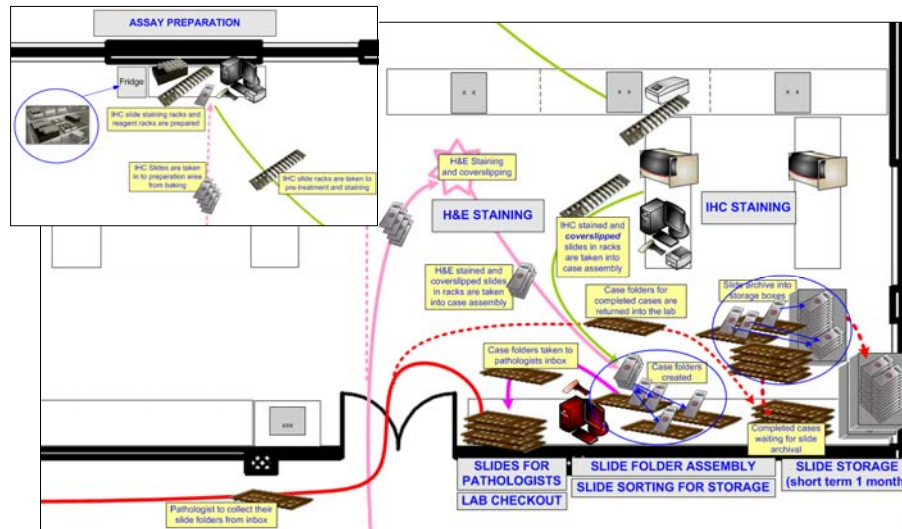 ASSAY PREPARATION
Fridge
IHC slide staining racks and
reagent racks are prepared
IHC Slides are taken
in to preparation area
from baking
IHC slide racks are taken to
pre-treatment and staining
x x
x x
x x
H&E Staining
and coverslipping
H&E STAINING
IHC STAINING
IHC stained and
coverslipped
slides in racks
are taken into
case assembly
H&E stained and
coverslipped slides
in racks are taken
into case assembly
Case folders for
completed cases are
returned into the lab
Slide archive into
storage boxes
Case folders taken to
pathologists inbox
Case folders
created
xxx
Completed cases
waiting for slide
archival
SLIDES FOR
PATHOLOGISTS
LAB CHECKOUT
SLIDE FOLDER ASSEMBLY
SLIDE SORTING FOR STORAGE
SLIDE STORAGE
(short term 1 month
Pathologist to collect their
slide folders from inbox